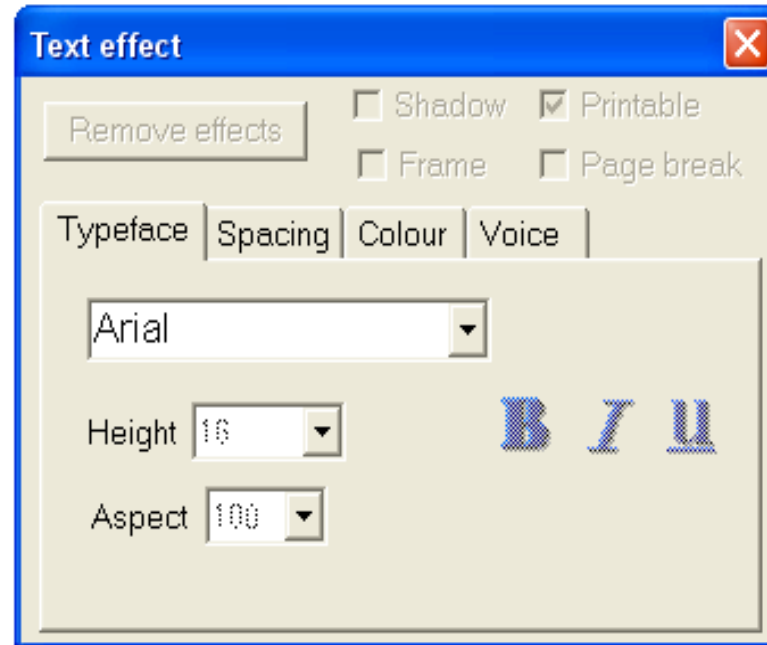 Text effect
Remove effects
Shadow
Printable
Frame
Page break
Typeface Spacing Colour Voice
Arial
Height 16
B I U
Aspect 100